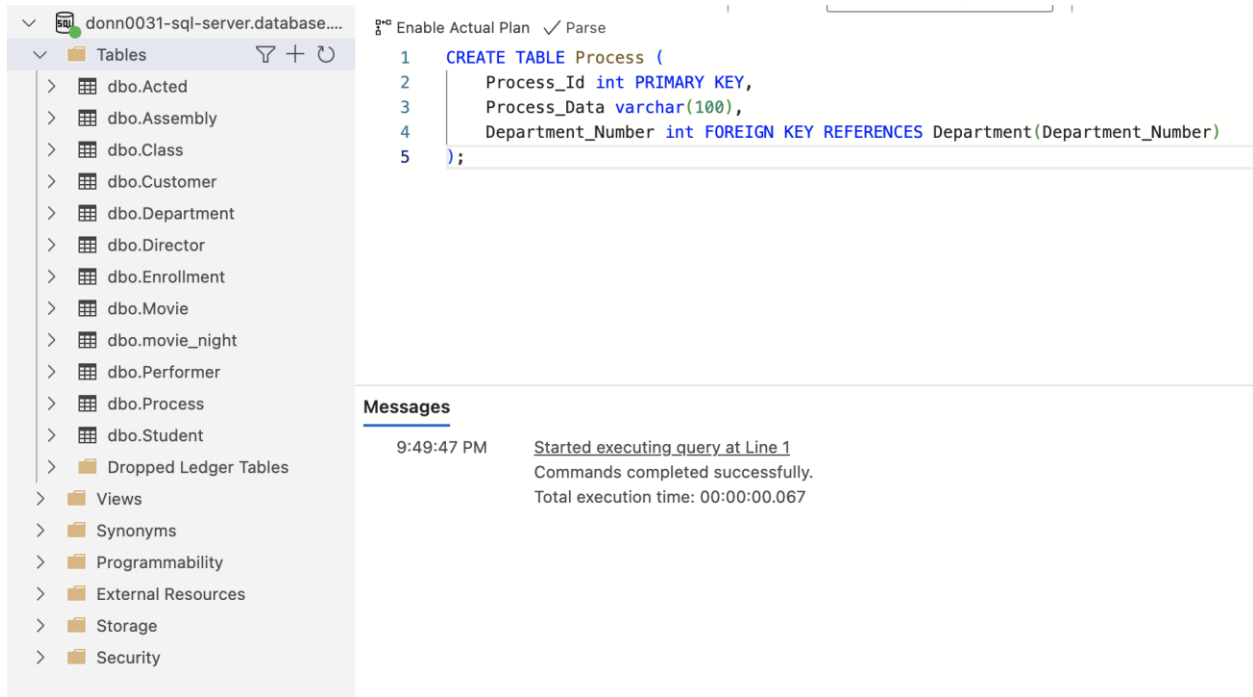 donn0031-sql-server.database....
Tables
dbo.Acted
dbo.Assembly
dbo.Class
dbo.Customer
dbo.Department
dbo.Director
dbo.Enrollment
dbo.Movie
dbo.movie_night
dbo.Performer
dbo.Process
dbo.Student
Dropped Ledger Tables
Views
Synonyms
Programmability
External Resources
Storage
Security
Enable Actual Plan Parse
1 CREATE TABLE Process (
2 Process_Id int PRIMARY KEY,
3 Process_Data varchar(100),
4 Department_Number int FOREIGN KEY REFERENCES Department(Department_Number)
5 );
Messages
9:49:47 PM Started executing query at Line 1
Commands completed successfully.
Total execution time: 00:00:00.067